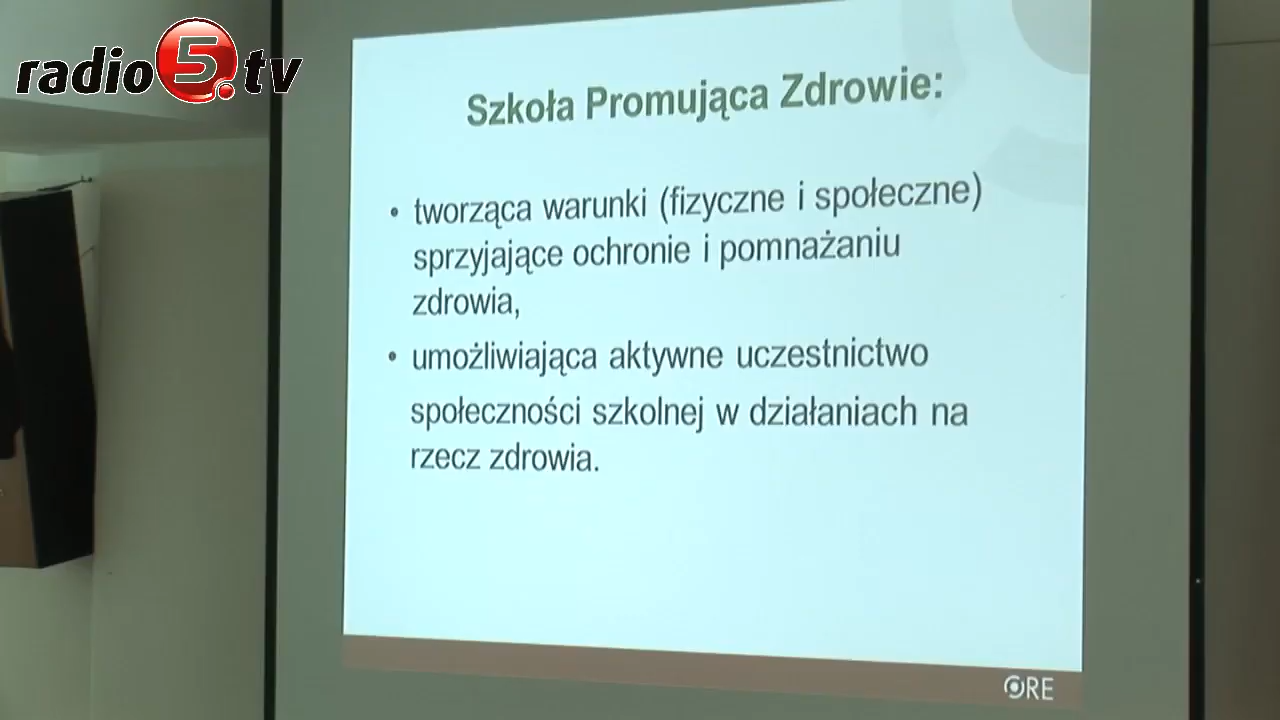 radio5.tv
Szkoła Promująca Zdrowie:
• tworząca warunki (fizyczne i społeczne)
sprzyjające ochronie i pomnażaniu
zdrowia,
• umożliwiająca aktywne uczestnictwo
społeczności szkolnej w działaniach na
rzecz zdrowia.
ORE